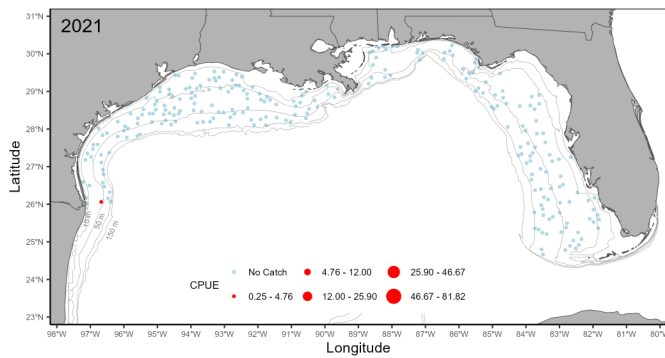 2021
31°N
30°N
29°N
28°N
27°N
26°N
25°N
24°N
23°N
Latitude
10 m
50 m
150 m
No Catch
4.76 - 12.00
25.90 - 46.67
CPUE
0.25 - 4.76
12.00 - 25.90
46.67 - 81.82
98°W 97°W 96°W 95°W 94°W 93°W 92°W 91°W 90°W 89°W 88°W 87°W 86°W 85°W 84°W 83°W 82°W 81°W 80°W
Longitude